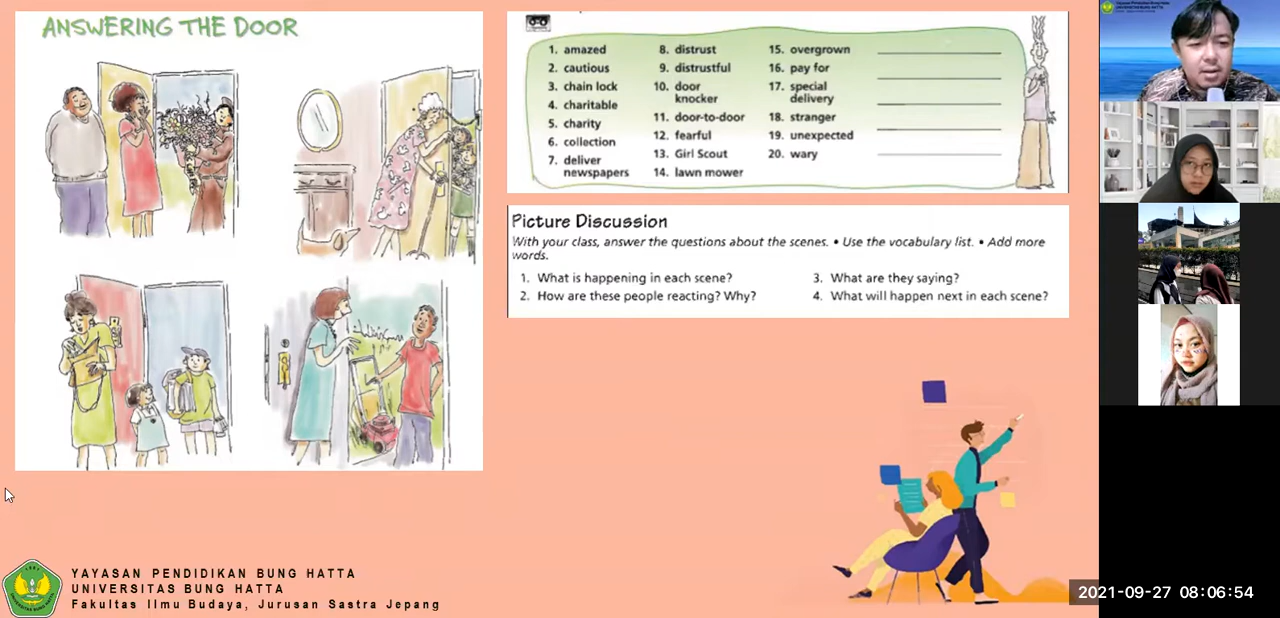 ANSWERING THE DOOR
1. amazed
2. cautious
3. chain lock
4. charitable
5. charity
6. collection
7. deliver
newspapers
8. distrust
9. distrustful
10. door
knocker
11. door-to-door
12. fearful
13. Girl Scout
14. lawn mower
15. overgrown
16. pay for
17. special
delivery
18. stranger
19. unexpected
20. wary
Picture Discussion
With your class, answer the questions about the scenes. • Use the vocabulary list. • Add more
words.
1. What is happening in each scene?
2. How are these people reacting? Why?
3. What are they saying?
4. What will happen next in each scene?
YAYASAN PENDIDIKAN BUNG HATTA
UNIVERSITAS BUNG HATTA
Fakultas Ilmu Budaya, Jurusan Sastra Jepang
2021-09-27 08:06:54